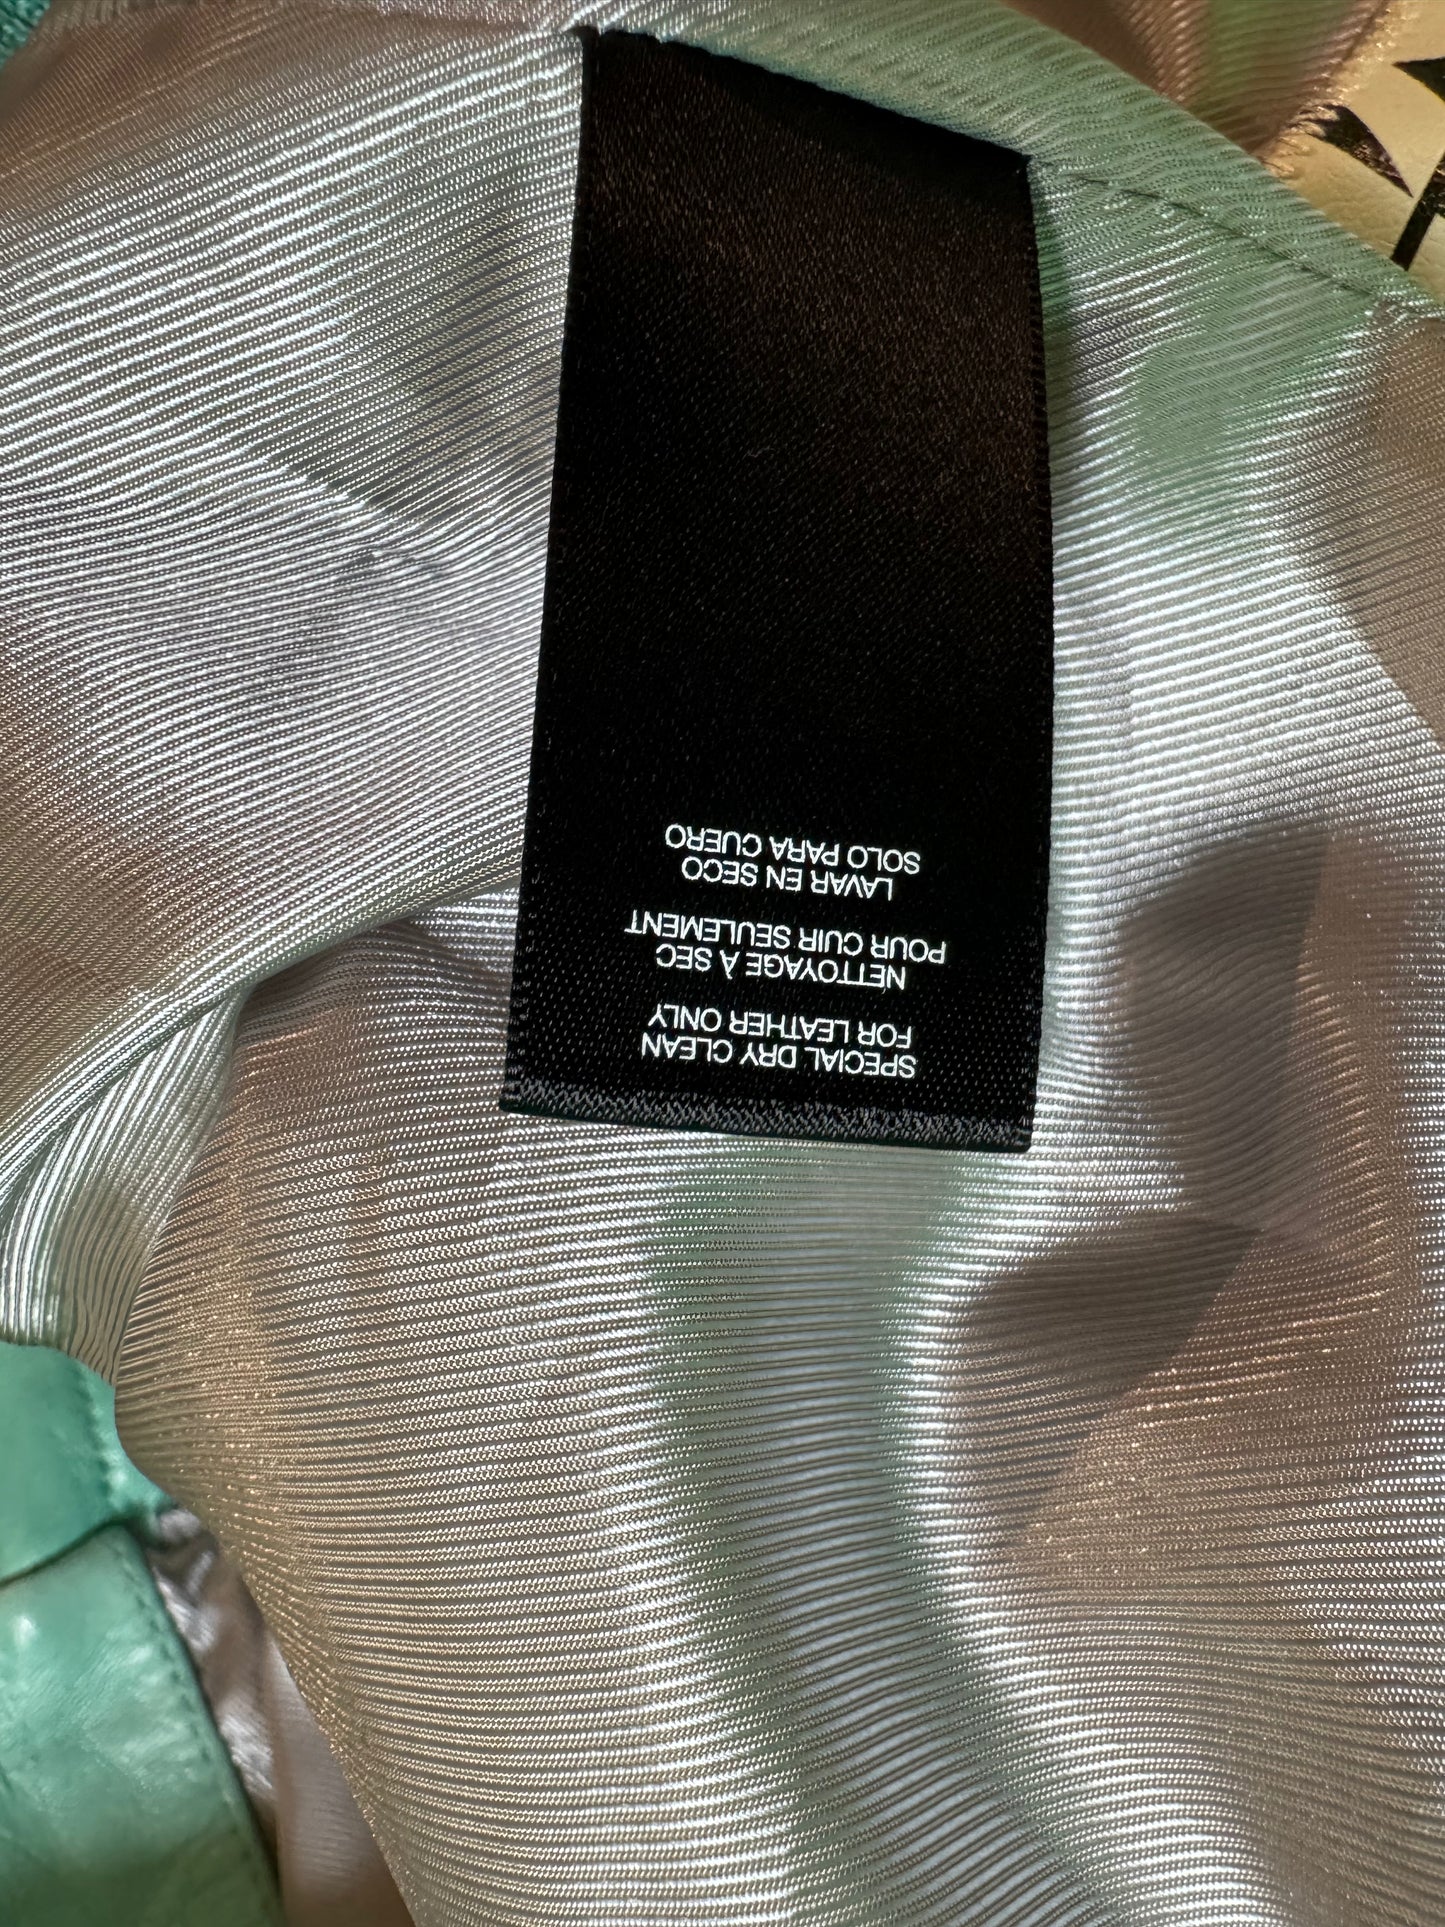 SPECIAL DRY CLEAN
FOR LEATHER ONLY
NETTOYAGE À SEC
POUR CUIR SEULEMENT
LAVAR EN SECO
SOLO PARA CUERO